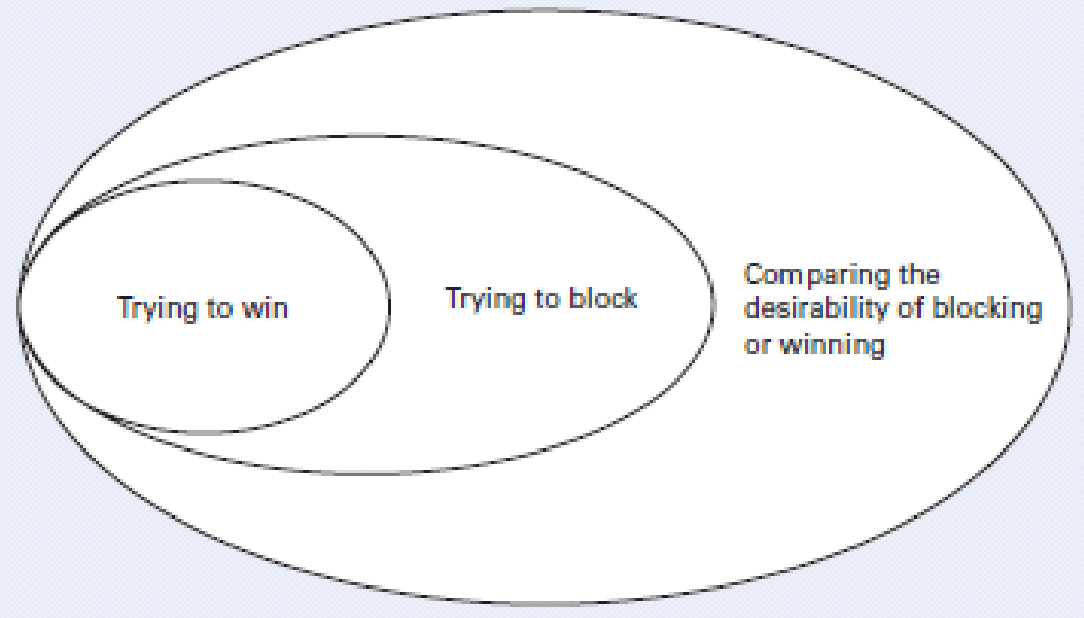 Trying to win
Trying to block
Comparing the
desirability of blocking
or winning